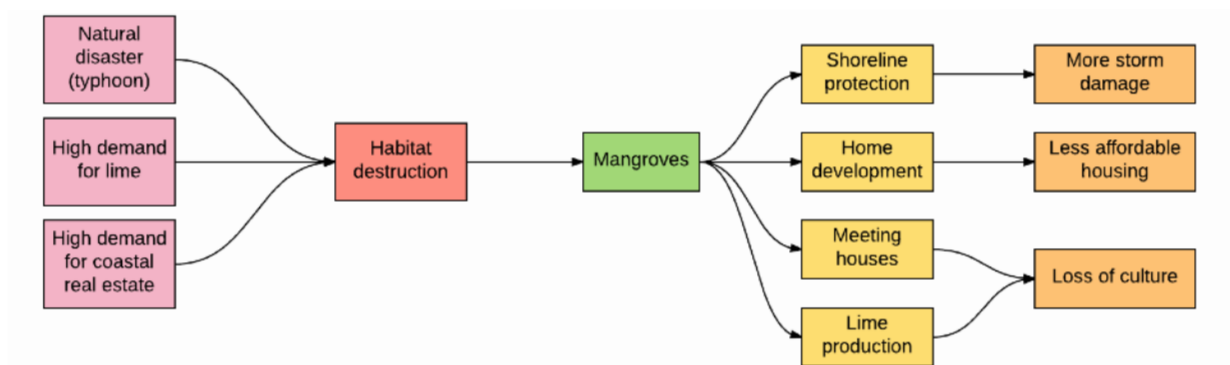 Natural
disaster
(typhoon)
High demand
for lime
High demand
for coastal
real estate
Habitat
destruction
Mangroves
Shoreline
protection
Home
development
Meeting
houses
Lime
production
More storm
damage
Less affordable
housing
Loss of culture